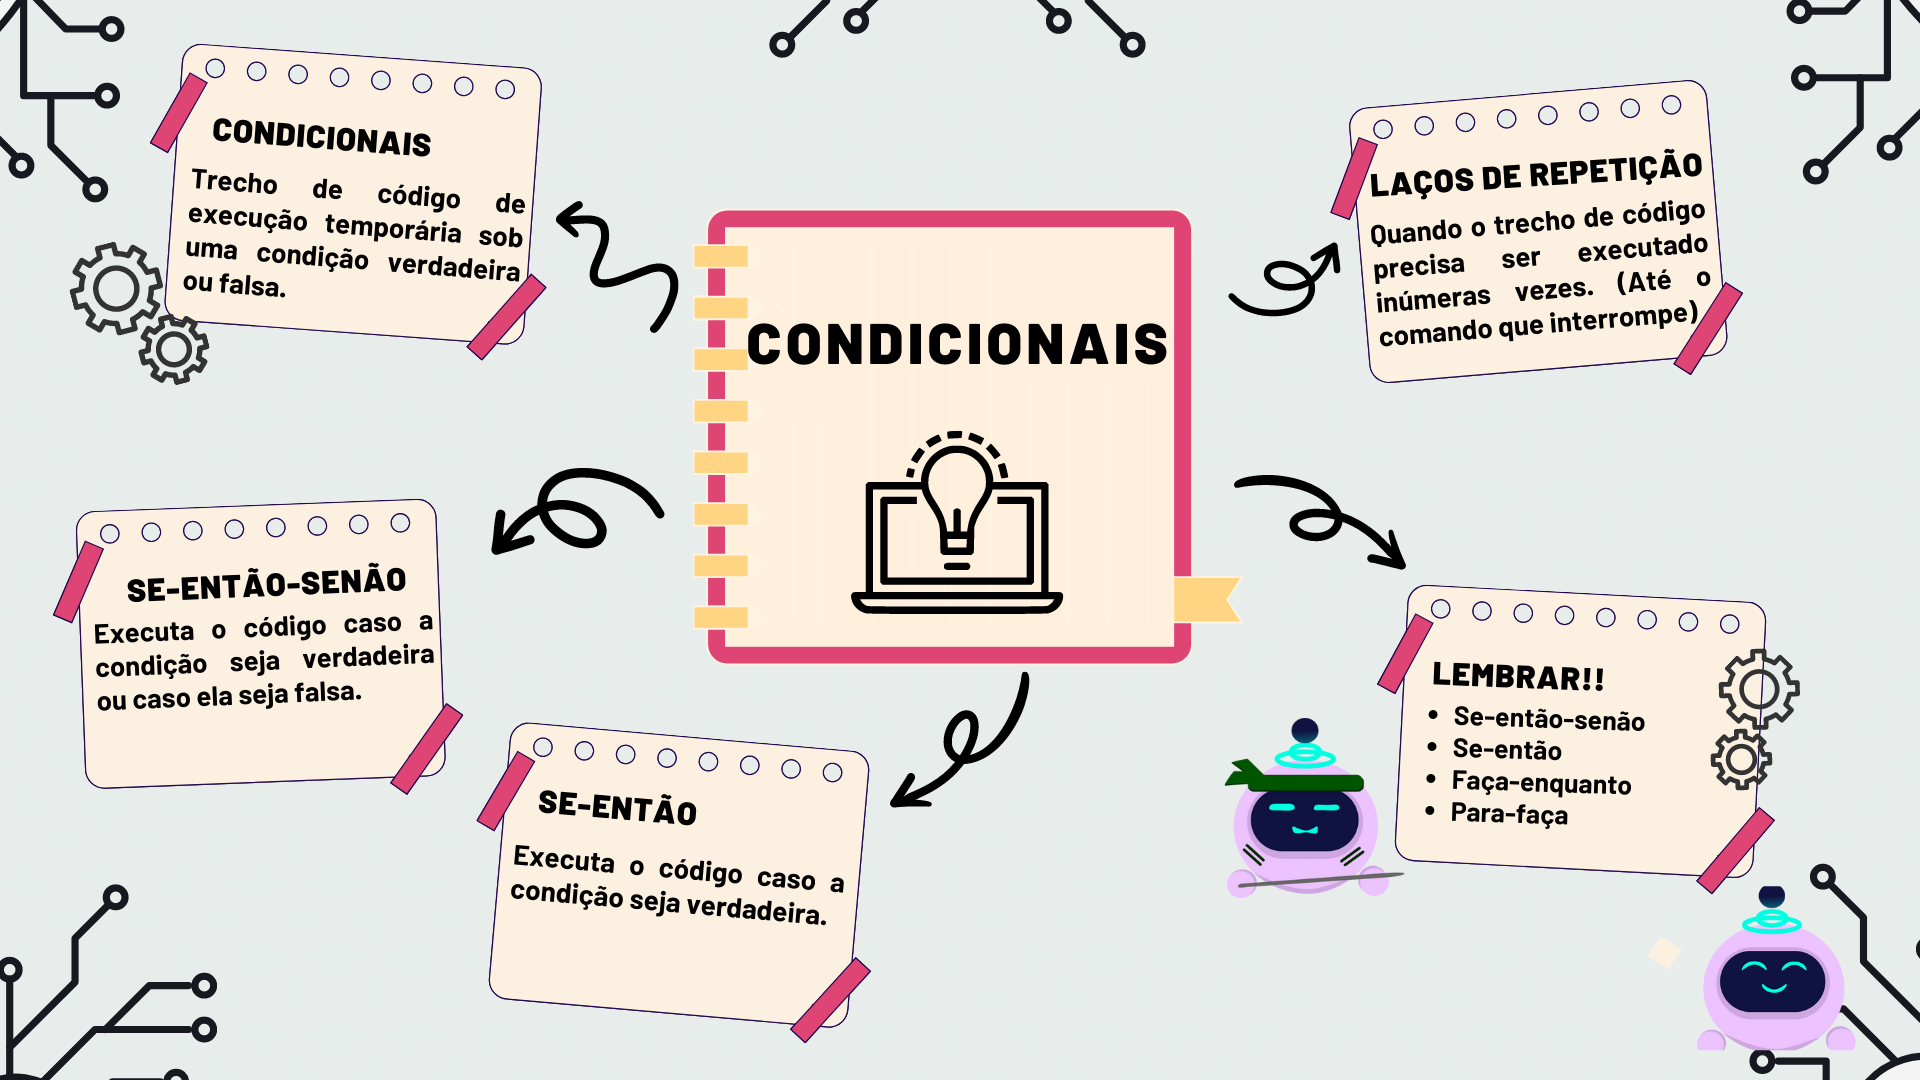 CONDICIONAIS
Trecho de código de
execução temporária sob
uma condição verdadeira
ou falsa.
CONDICIONAIS
LAÇOS DE REPETIÇÃO
Quando o trecho de código
precisa ser executado
inúmeras vezes. (Até o
comando que interrompe)
SE-ENTÃO-SENÃO
Executa o código caso a
condição seja verdadeira
ou caso ela seja falsa.
SE-ENTÃO
Executa o código caso a
condição seja verdadeira.
LEMBRAR!!
• Se-então-senão
• Se-então
• Faça-enquanto
• Para-faça